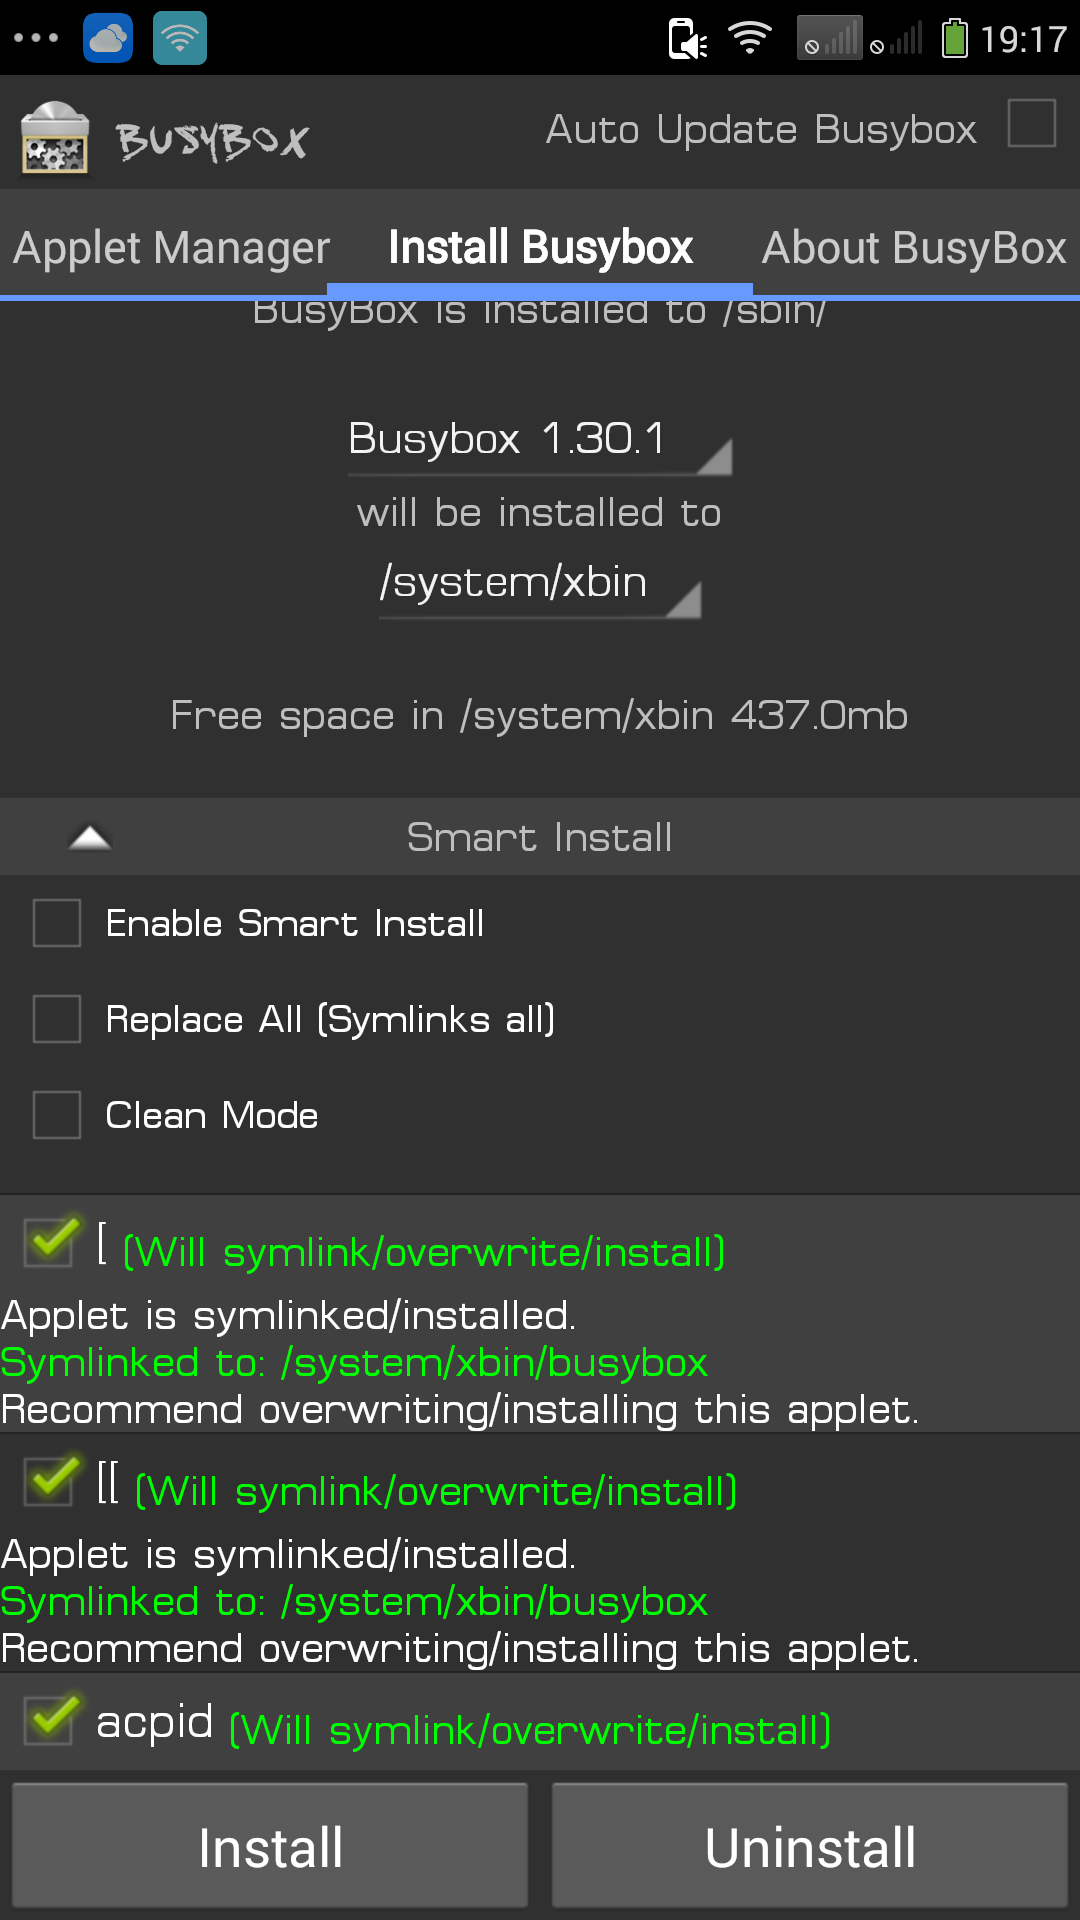 19:17
BUSYBOX
Auto Update Busybox
Applet Manager Install Busybox About BusyBox
BusyBox is installed to /sbin/
Busybox 1.30.1
will be installed to
/system/xbin
Free space in /system/xbin 437.0mb
Smart Install
Enable Smart Install
Replace All (Symlinks all)
Clean Mode
[ (Will symlink/overwrite/install)
Applet is symlinked/installed.
Symlinked to: /system/xbin/busybox
Recommend overwriting/installing this applet.
[[ (Will symlink/overwrite/install)
Applet is symlinked/installed.
Symlinked to: /system/xbin/busybox
Recommend overwriting/installing this applet.
acpid (Will symlink/overwrite/install)
Install Uninstall